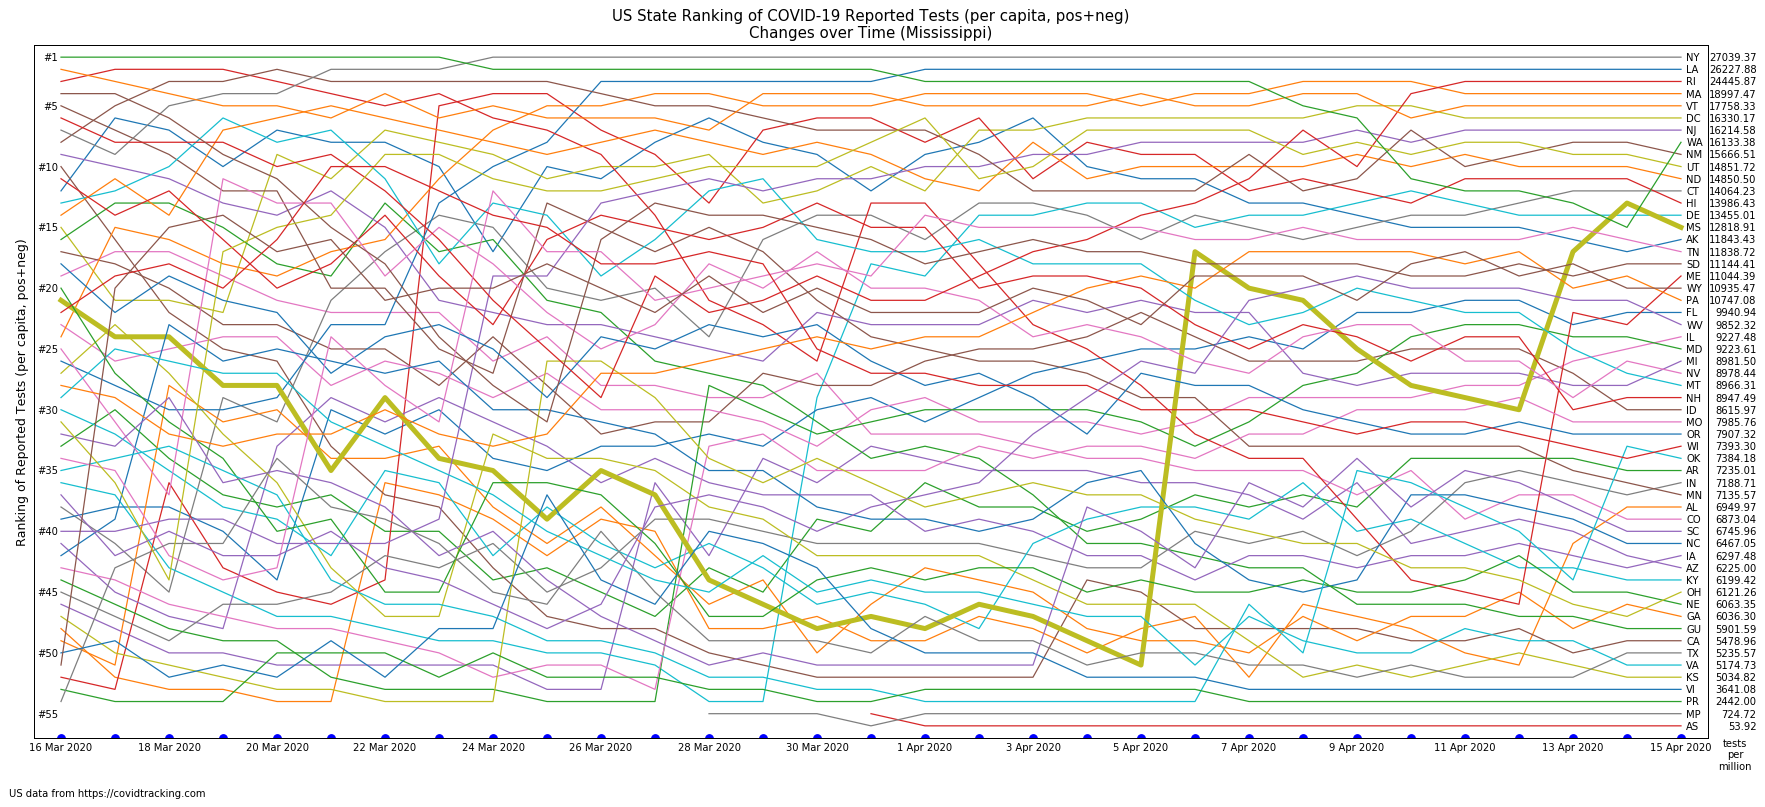 US State Ranking of COVID-19 Reported Tests (per capita, pos+neg)
Changes over Time (Mississippi)
Ranking of Reported Tests (per capita, pos+neg)
#1
#5
#10
#15
#20
#25
#30
#35
#40
#45
#50
#55
NY 27039.37
LA 26227.88
RI 24445.87
MA 18997.47
VT 17758.33
DC 16330.17
NJ 16214.58
WA 16133.38
NM 15666.51
UT 14851.72
ND 14850.50
CT 14064.23
HI 13986.43
DE 13455.01
MS 12818.91
AK 11843.43
TN 11838.72
SD 11144.41
ME 11044.39
WY 10935.47
PA 10747.08
FL 9940.94
WV 9852.32
IL 9227.48
MD 9223.61
MI 8981.50
NV 8978.44
MT 8966.31
NH 8947.49
ID 8615.97
MO 7985.76
OR 7907.32
WI 7393.30
OK 7384.18
AR 7235.01
IN 7188.71
MN 7135.57
AL 6949.97
CO 6873.04
SC 6745.96
NC 6467.05
IA 6297.48
AZ 6225.00
KY 6199.42
OH 6121.26
NE 6063.35
GA 6036.30
GU 5901.59
CA 5478.96
TX 5235.57
VA 5174.73
KS 5034.82
VI 3641.08
PR 2442.00
MP 724.72
AS 53.92
16 Mar 2020 18 Mar 2020 20 Mar 2020 22 Mar 2020 24 Mar 2020 26 Mar 2020 28 Mar 2020 30 Mar 2020 1 Apr 2020 3 Apr 2020 5 Apr 2020 7 Apr 2020 9 Apr 2020 11 Apr 2020 13 Apr 2020 15 Apr 2020
tests
per
million
US data from https://covidtracking.com